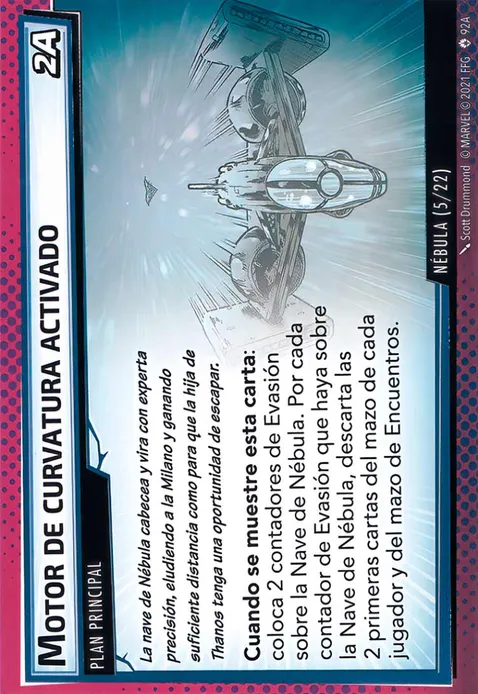 MOTOR DE CURVATURA ACTIVADO
2A
PLAN PRINCIPAL
La nave de Nébula cabecea y vira con experta
precisión, eludiendo a la Milano y ganando
suficiente distancia como para que la hija de
Thanos tenga una oportunidad de escapar.
Cuando se muestre esta carta:
coloca 2 contadores de Evasión
sobre la Nave de Nébula. Por cada
contador de Evasión que haya sobre
la Nave de Nébula, descarta las
2 primeras cartas del mazo de cada
jugador y del mazo de Encuentros.
NÉBULA (5/22)
Scott Drummond © MARVEL © 2021 FFG 92A